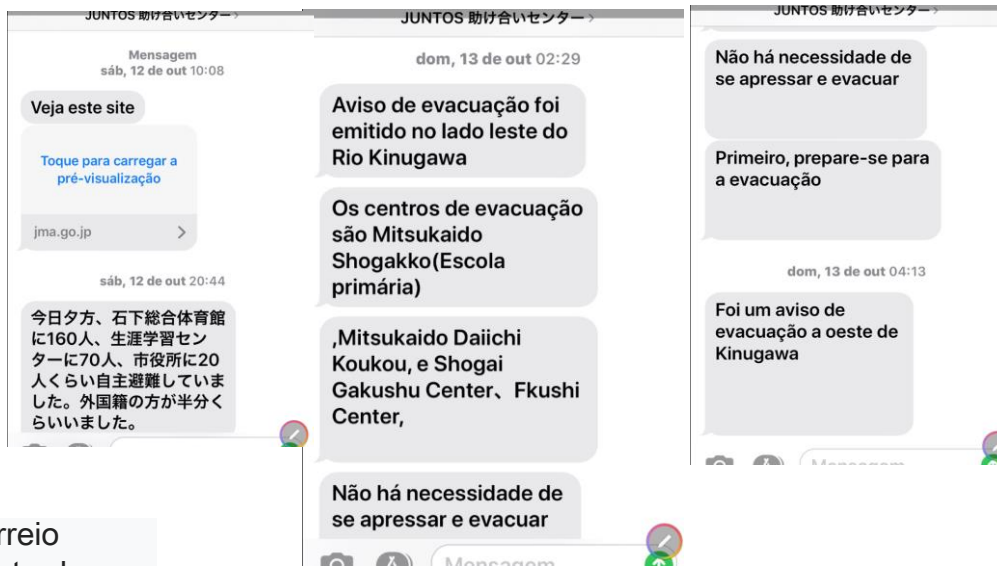 JUNTOS 助け合いセンター >
Mensagem
sáb, 12 de out 10:08
Veja este site
Toque para carregar a
pré-visualização
jma.go.jp >
sáb, 12 de out 20:44
今日夕方、石下総合体育館
に160人、生涯学習セン
ターに70人、市役所に20
人くらい自主避難していま
した。外国籍の方が半分く
らいいました。
JUNTOS 助け合いセンター >
dom, 13 de out 02:29
Aviso de evacuação foi
emitido no lado leste do
Rio Kinugawa
Os centros de evacuação
são Mitsukaido
Shogakko(Escola
primária)
,Mitsukaido Daiichi
Koukou, e Shogai
Gakushu Center、Fkushi
Center,
Não há necessidade de
se apressar e evacuar
Mensagem
JUNTOS 助け合いセンター >
Não há necessidade de
se apressar e evacuar
Primeiro, prepare-se para
a evacuação
dom, 13 de out 04:13
Foi um aviso de
evacuação a oeste de
Kinugawa
Mensagem
rreio